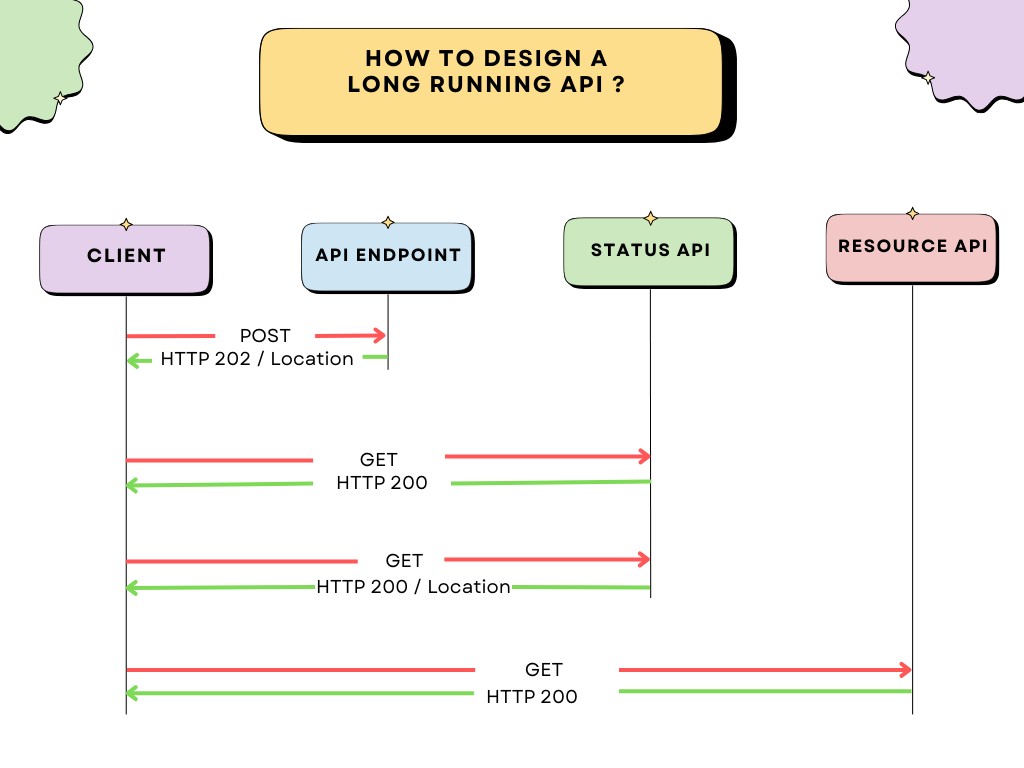 HOW TO DESIGN A
LONG RUNNING API ?
CLIENT
API ENDPOINT
STATUS API
RESOURCE API
POST
HTTP 202 / Location
GET
HTTP 200
GET
HTTP 200 / Location
GET
HTTP 200